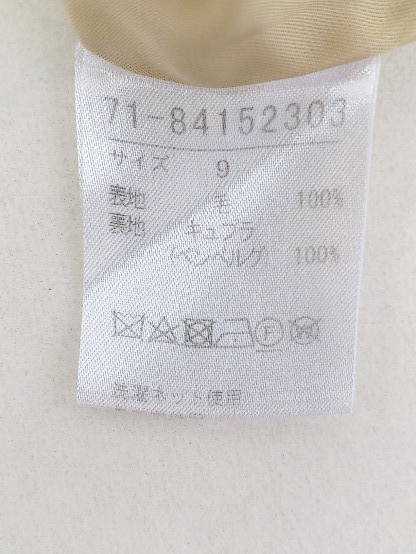 71-84152303
サイズ 9
表地 毛 100%
裏地 キュプラ
(ベンベルグ) 100%
洗濯ネット使用